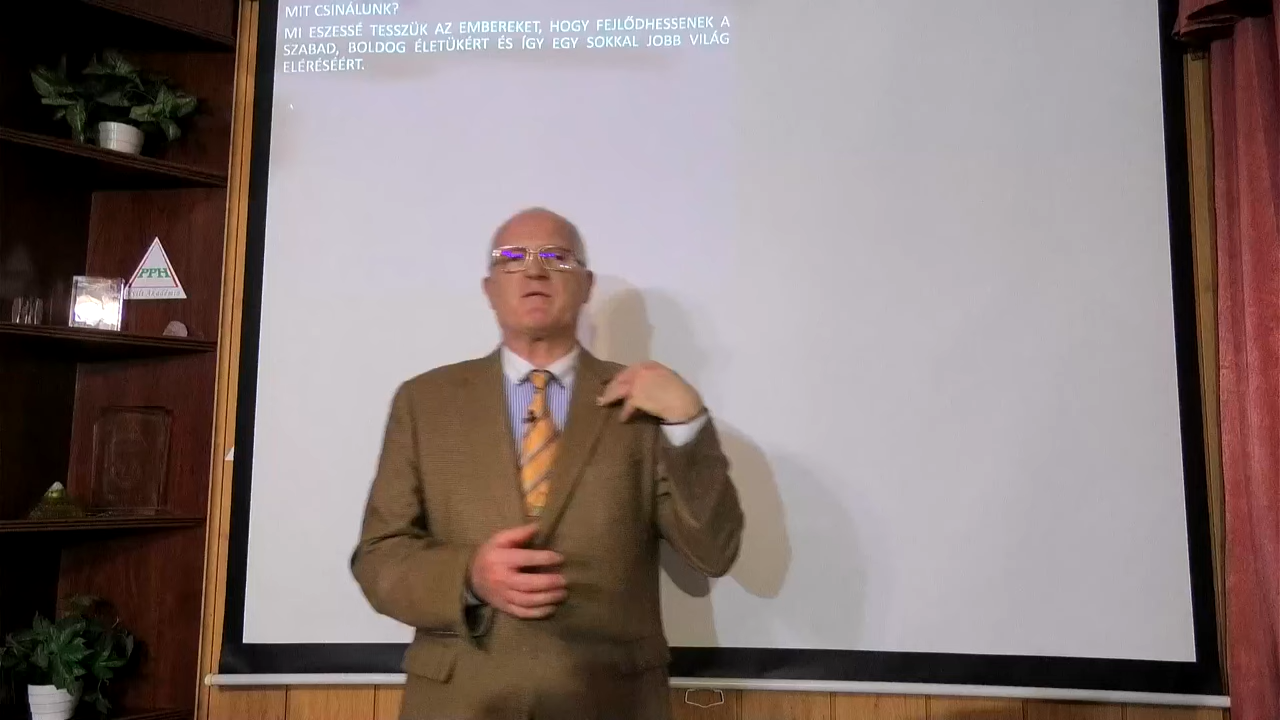 MIT CSINÁLUNK?
MI ESZESSÉ TESSZÜK AZ EMBEREKET, HOGY FEJLŐDHESSENEK A
SZABAD, BOLDOG ÉLETÜKÉRT ÉS ÍGY EGY SOKKAL JOBB VILÁG
ELÉRÉSÉÉRT.
PPH